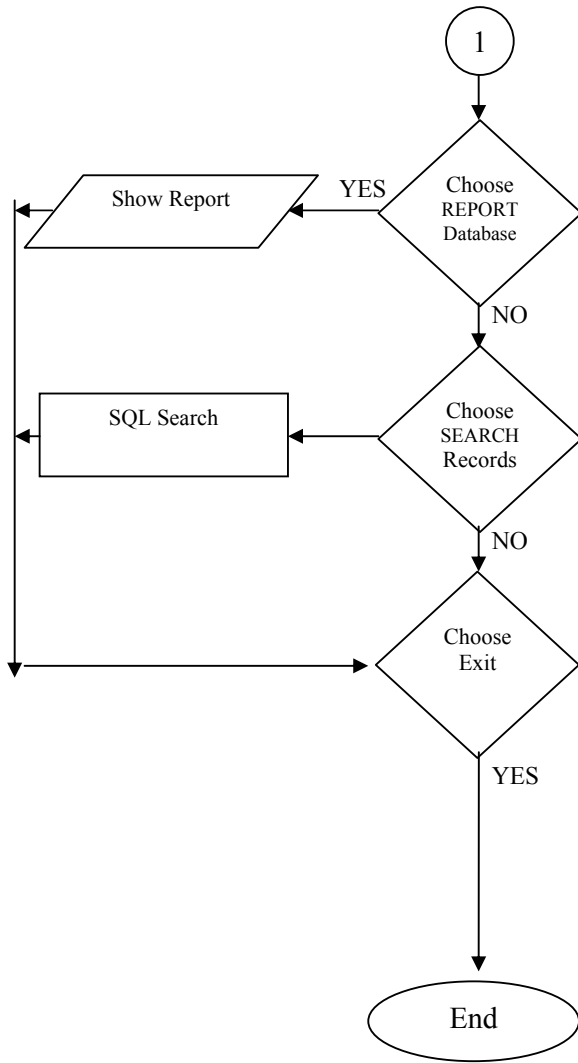 1
Choose
REPORT
Database
YES
Show Report
NO
Choose
SEARCH
Records
SQL Search
NO
Choose
Exit
YES
End